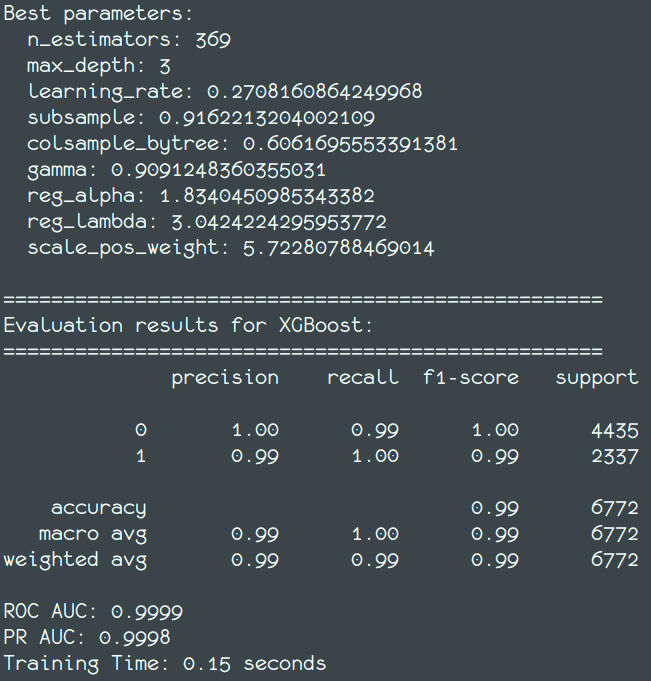 Best parameters:
  n_estimators: 369
  max_depth: 3
  learning_rate: 0.2708160864249968
  subsample: 0.9162213204002109
  colsample_bytree: 0.6061695553391381
  gamma: 0.9091248360355031
  reg_alpha: 1.8340450985343382
  reg_lambda: 3.0424224295953772
  scale_pos_weight: 5.72280788469014
==================================================
Evaluation results for XGBoost:
==================================================
              precision    recall  f1-score   support
           0       1.00      0.99      1.00      4435
           1       0.99      1.00      0.99      2337
    accuracy                           0.99      6772
   macro avg       0.99      1.00      0.99      6772
weighted avg       0.99      0.99      0.99      6772
ROC AUC: 0.9999
PR AUC: 0.9998
Training Time: 0.15 seconds